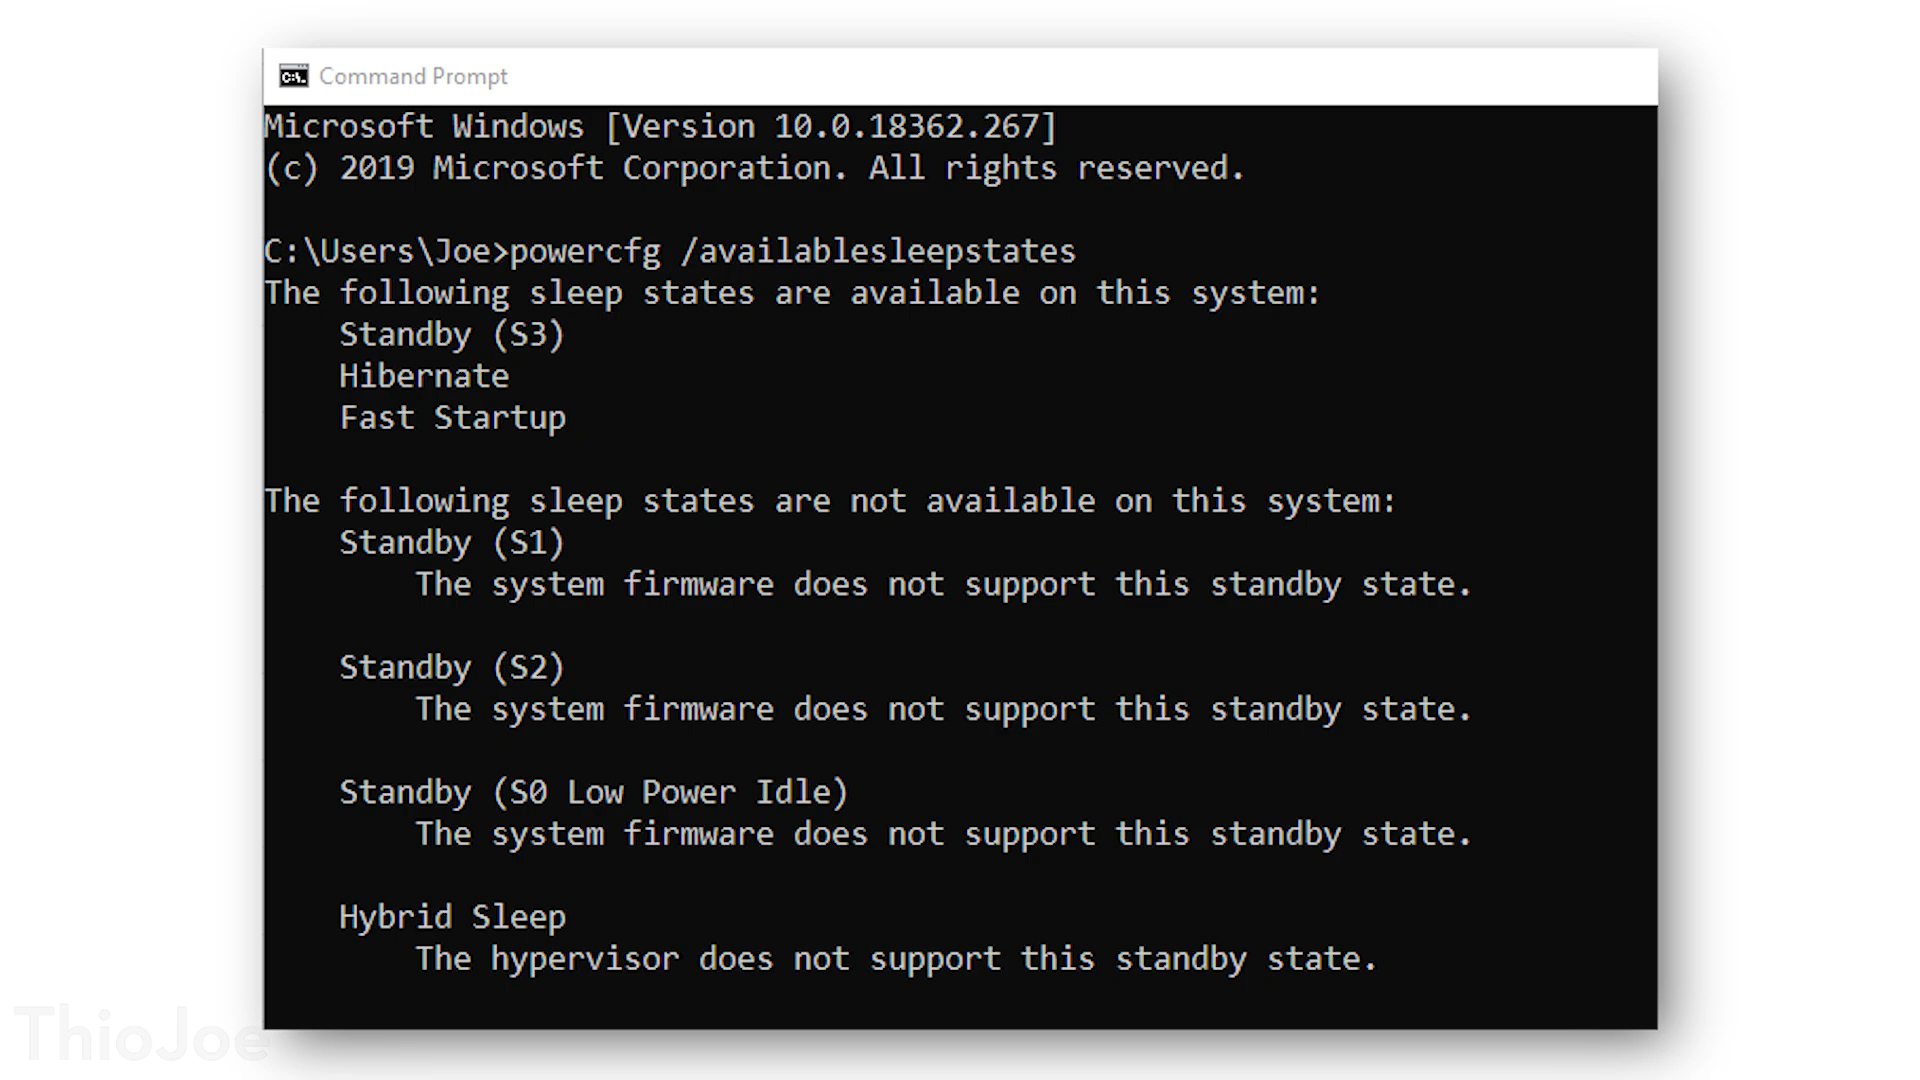 Command Prompt
Microsoft Windows [Version 10.0.18362.267]
(c) 2019 Microsoft Corporation. All rights reserved.
C:\Users\Joe>powercfg /availablesleepstates
The following sleep states are available on this system:
Standby (S3)
Hibernate
Fast Startup
The following sleep states are not available on this system:
Standby (S1)
The system firmware does not support this standby state.
Standby (S2)
The system firmware does not support this standby state.
Standby (S0 Low Power Idle)
The system firmware does not support this standby state.
Hybrid Sleep
The hypervisor does not support this standby state.
ThioJoe